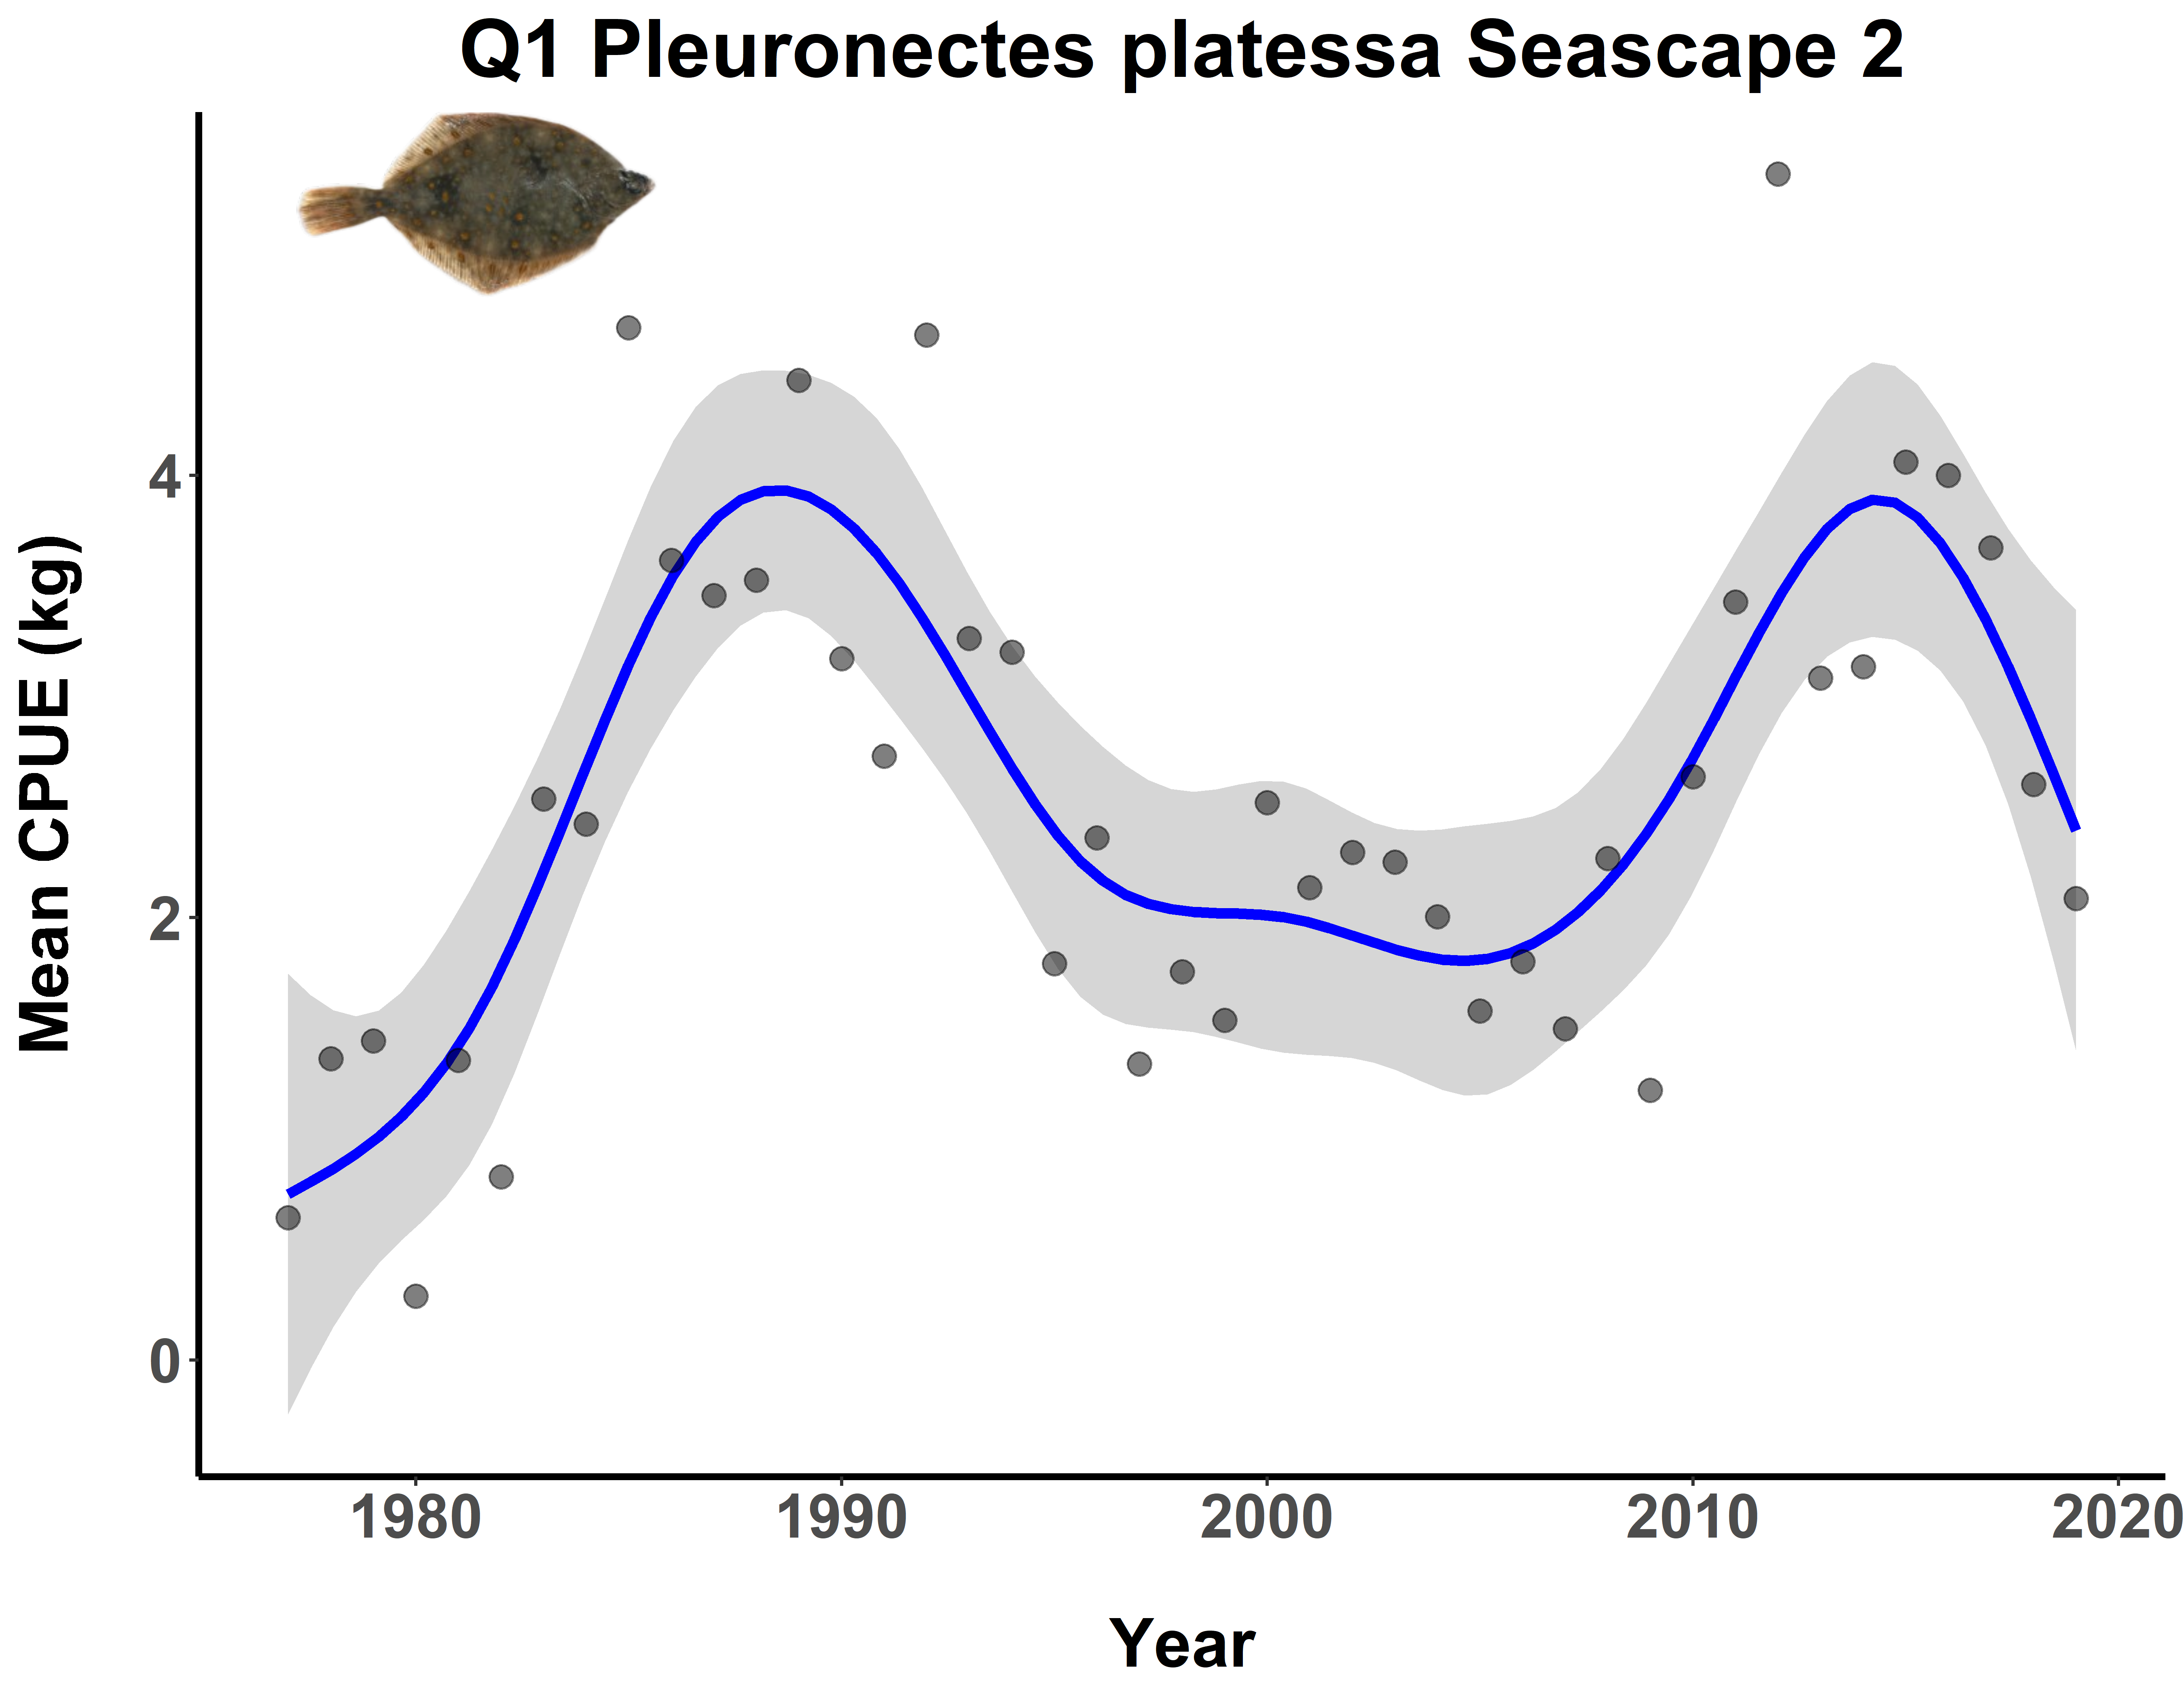 Q1 Pleuronectes platessa Seascape 2
Mean CPUE (kg)
4
2
0
1980 1990 2000 2010 2020
Year